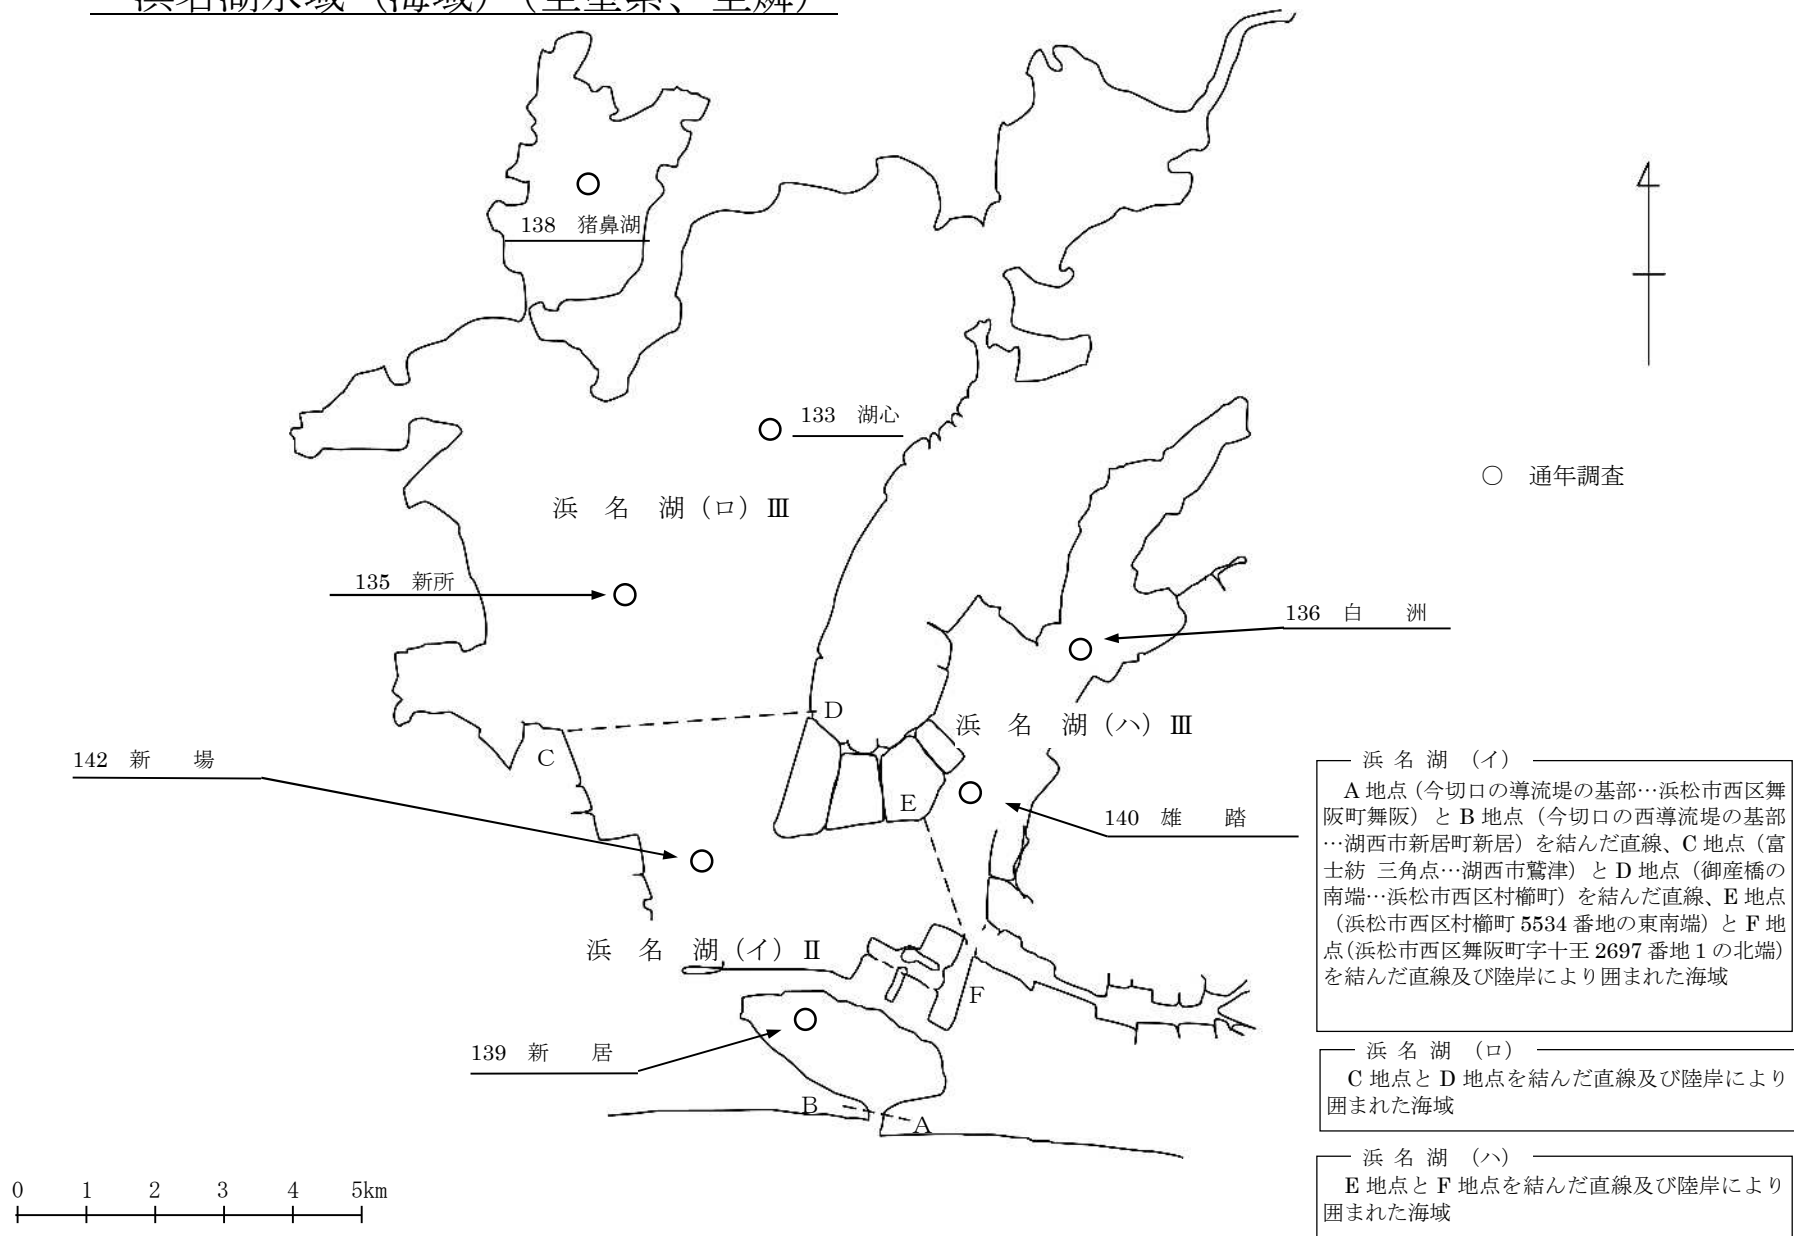 浜名湖水域（海域）（全窒素、全燐）
138 猪鼻湖
133 湖心
○ 通年調査
浜 名 湖（ロ）Ⅲ
135 新所
136 白 洲
D
浜 名 湖（ハ）Ⅲ
C
142 新 場
E
140 雄 踏
浜 名 湖（イ）Ⅱ
F
139 新 居
B
A
0 1 2 3 4 5km
浜 名 湖 （イ）
A 地点（今切口の導流堤の基部…浜松市西区舞
阪町舞阪）と B 地点（今切口の西導流堤の基部
…湖西市新居町新居）を結んだ直線、C 地点（富
士紡 三角点…湖西市鷲津）と D 地点（御産橋の
南端…浜松市西区村櫛町）を結んだ直線、E 地点
（浜松市西区村櫛町 5534 番地の東南端）と F 地
点（浜松市西区舞阪町字十王 2697 番地 1 の北端）
を結んだ直線及び陸岸により囲まれた海域
浜 名 湖 （ロ）
C 地点と D 地点を結んだ直線及び陸岸により
囲まれた海域
浜 名 湖 （ハ）
E 地点と F 地点を結んだ直線及び陸岸により
囲まれた海域